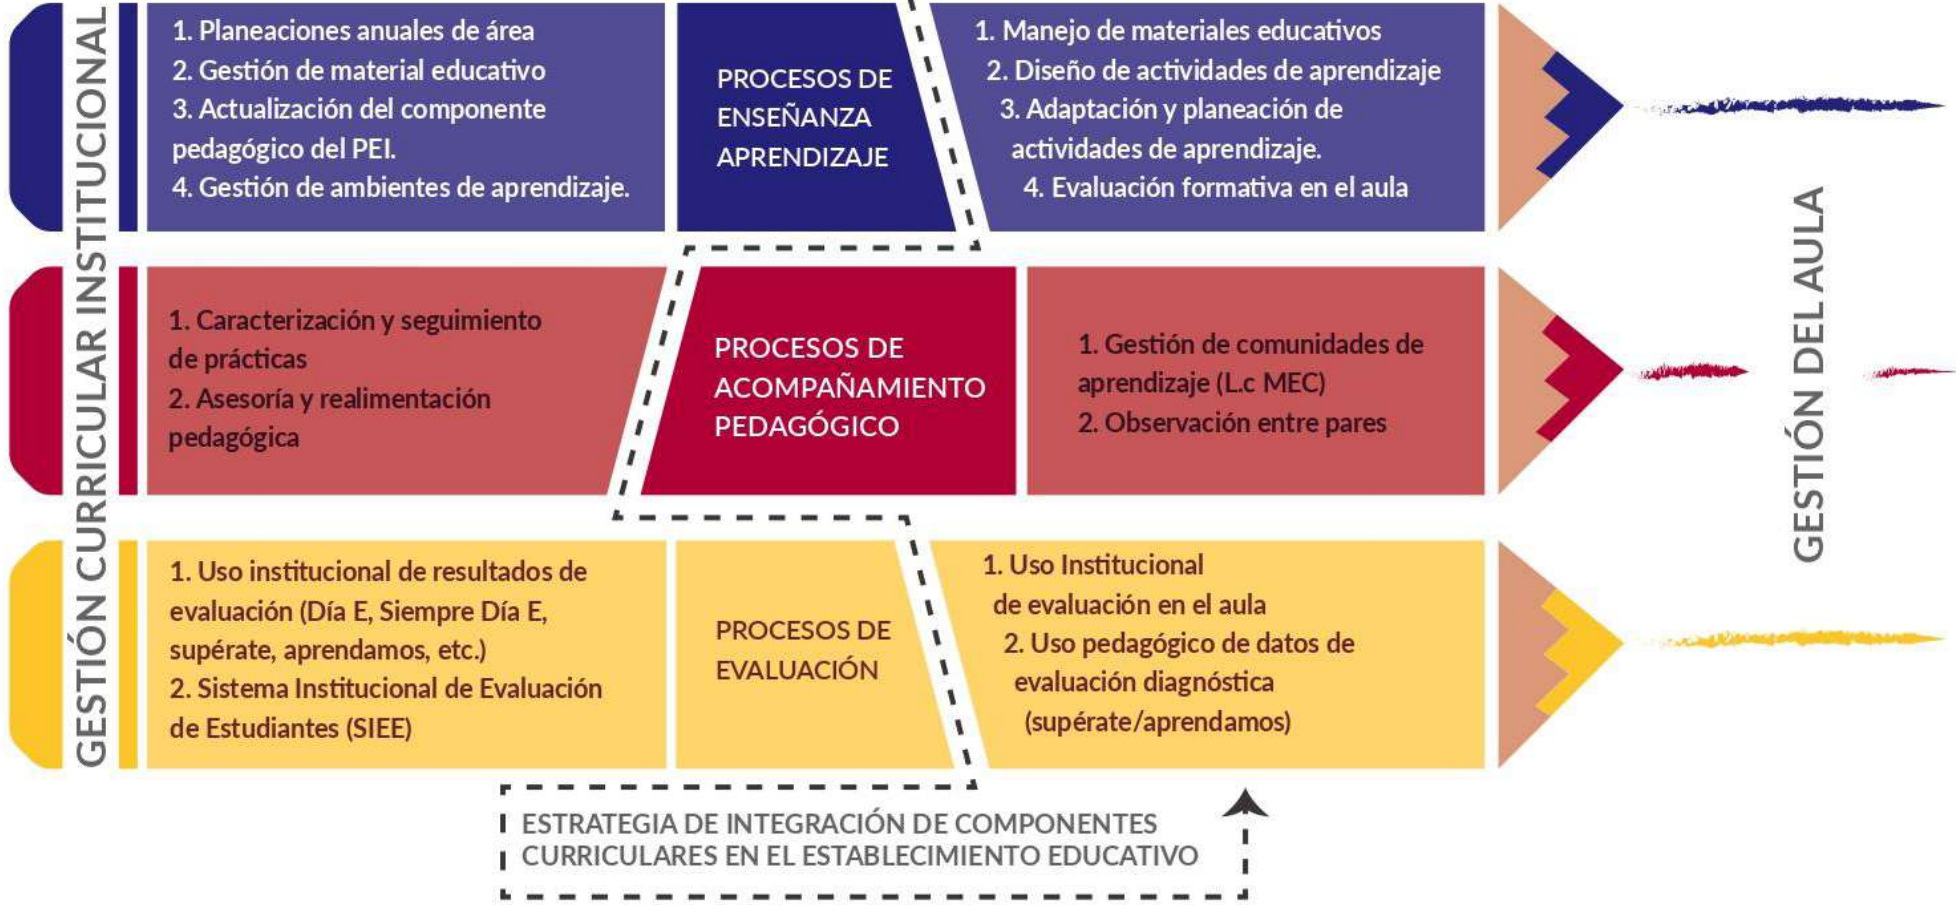 GESTIÓN CURRICULAR INSTITUCIONAL
1. Planeaciones anuales de área
2. Gestión de material educativo
3. Actualización del componente
pedagógico del PEI.
4. Gestión de ambientes de aprendizaje.
PROCESOS DE
ENSEÑANZA
APRENDIZAJE
1. Manejo de materiales educativos
2. Diseño de actividades de aprendizaje
3. Adaptación y planeación de
actividades de aprendizaje.
4. Evaluación formativa en el aula
1. Caracterización y seguimiento
de prácticas
2. Asesoría y realimentación
pedagógica
PROCESOS DE
ACOMPAÑAMIENTO
PEDAGÓGICO
1. Gestión de comunidades de
aprendizaje (L.c MEC)
2. Observación entre pares
1. Uso institucional de resultados de
evaluación (Día E, Siempre Día E,
supérate, aprendamos, etc.)
2. Sistema Institucional de Evaluación
de Estudiantes (SIEE)
PROCESOS DE
EVALUACIÓN
1. Uso Institucional
de evaluación en el aula
2. Uso pedagógico de datos de
evaluación diagnóstica
(supérate/aprendamos)
GESTIÓN DEL AULA
ESTRATEGIA DE INTEGRACIÓN DE COMPONENTES
CURRICULARES EN EL ESTABLECIMIENTO EDUCATIVO